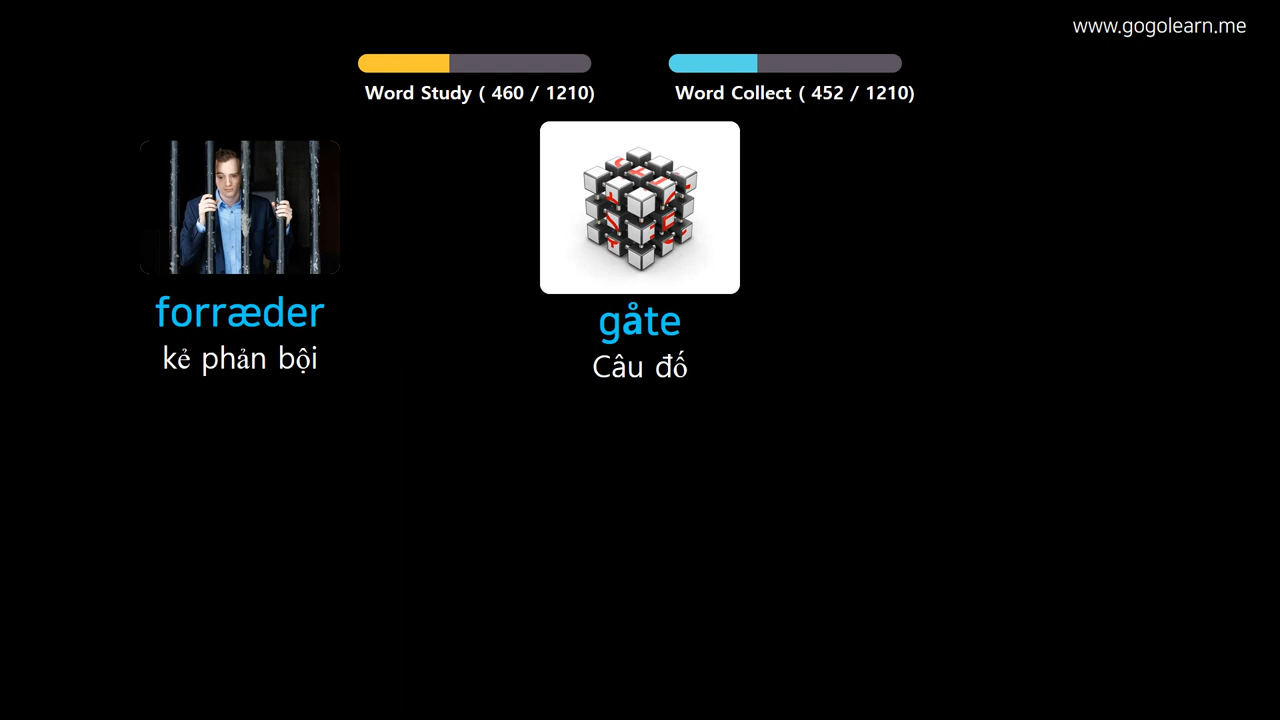 www.gogolearn.me
Word Study ( 460 / 1210)
Word Collect ( 452 / 1210)
forræder
kẻ phản bội
gåte
Câu đố